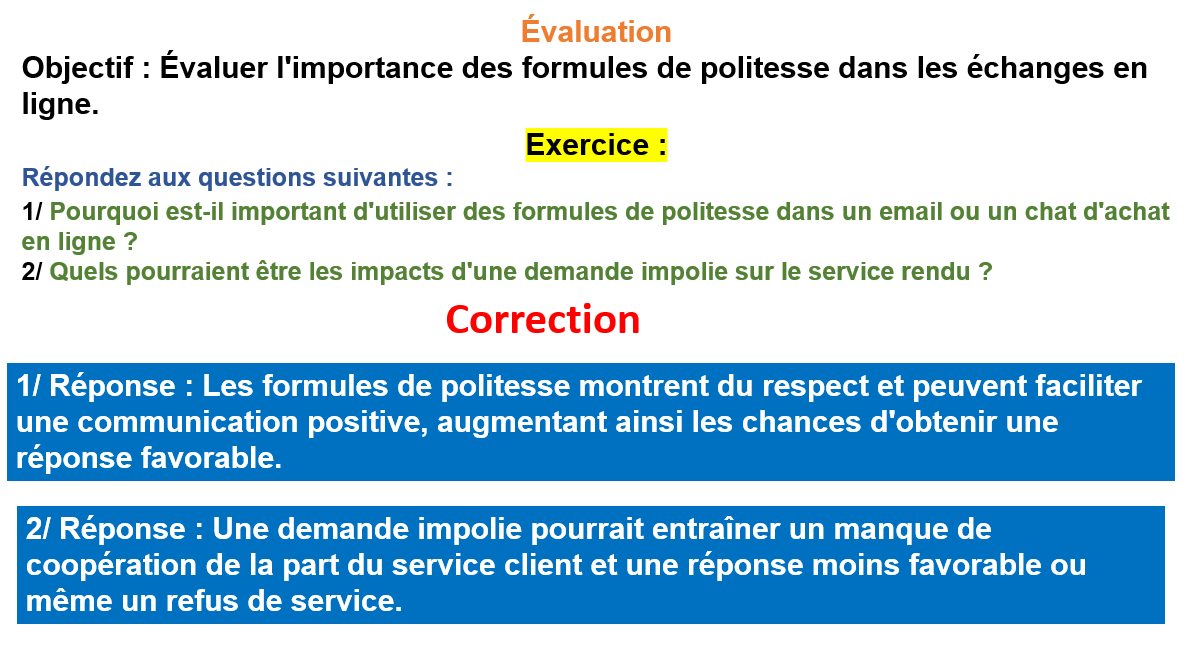 Évaluation
Objectif : Évaluer l'importance des formules de politesse dans les échanges en
ligne.
Exercice :
Répondez aux questions suivantes :
1/ Pourquoi est-il important d'utiliser des formules de politesse dans un email ou un chat d'achat
en ligne ?
2/ Quels pourraient être les impacts d'une demande impolie sur le service rendu ?
Correction
1/ Réponse : Les formules de politesse montrent du respect et peuvent faciliter
une communication positive, augmentant ainsi les chances d'obtenir une
réponse favorable.
2/ Réponse : Une demande impolie pourrait entraîner un manque de
coopération de la part du service client et une réponse moins favorable ou
même un refus de service.